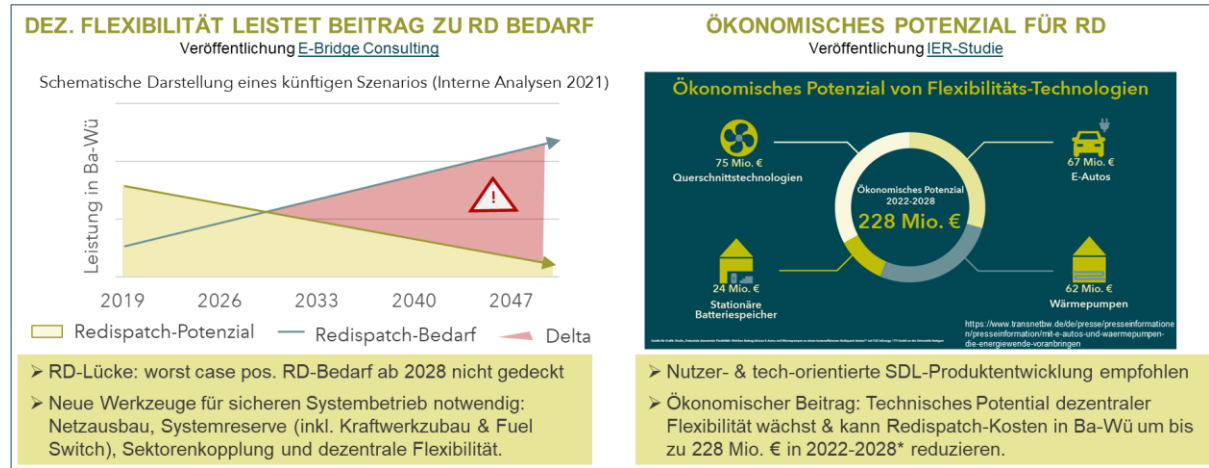 DEZ. FLEXIBILITÄT LEISTET BEITRAG ZU RD BEDARF
Veröffentlichung E-Bridge Consulting
Schematische Darstellung eines künftigen Szenarios (Interne Analysen 2021)
Leistung in Ba-Wü
!
2019 2026 2033 2040 2047
Redispatch-Potenzial Redispatch-Bedarf Delta
➤ RD-Lücke: worst case pos. RD-Bedarf ab 2028 nicht gedeckt
➤ Neue Werkzeuge für sicheren Systembetrieb notwendig:
Netzausbau, Systemreserve (inkl. Kraftwerkzubau & Fuel
Switch), Sektorenkopplung und dezentrale Flexibilität.
ÖKONOMISCHES POTENZIAL FÜR RD
Veröffentlichung IER-Studie
Ökonomisches Potenzial von Flexibilitäts-Technologien
75 Mio. €
Querschnittstechnologien
67 Mio. €
E-Autos
Ökonomisches Potenzial
2022-2028
228 Mio. €
24 Mio. €
Stationäre
Batteriespeicher
62 Mio. €
Wärmepumpen
https://www.transnetbw.de/de/presse/presseinformatione
n/presseinformation/mit-e-autos-und-waermepumpen-
die-energiewende-voranbringen
➤ Nutzer- & tech-orientierte SDL-Produktentwicklung empfohlen
➤ Ökonomischer Beitrag: Technisches Potential dezentraler
Flexibilität wächst & kann Redispatch-Kosten in Ba-Wü um bis
zu 228 Mio. € in 2022-2028* reduzieren.